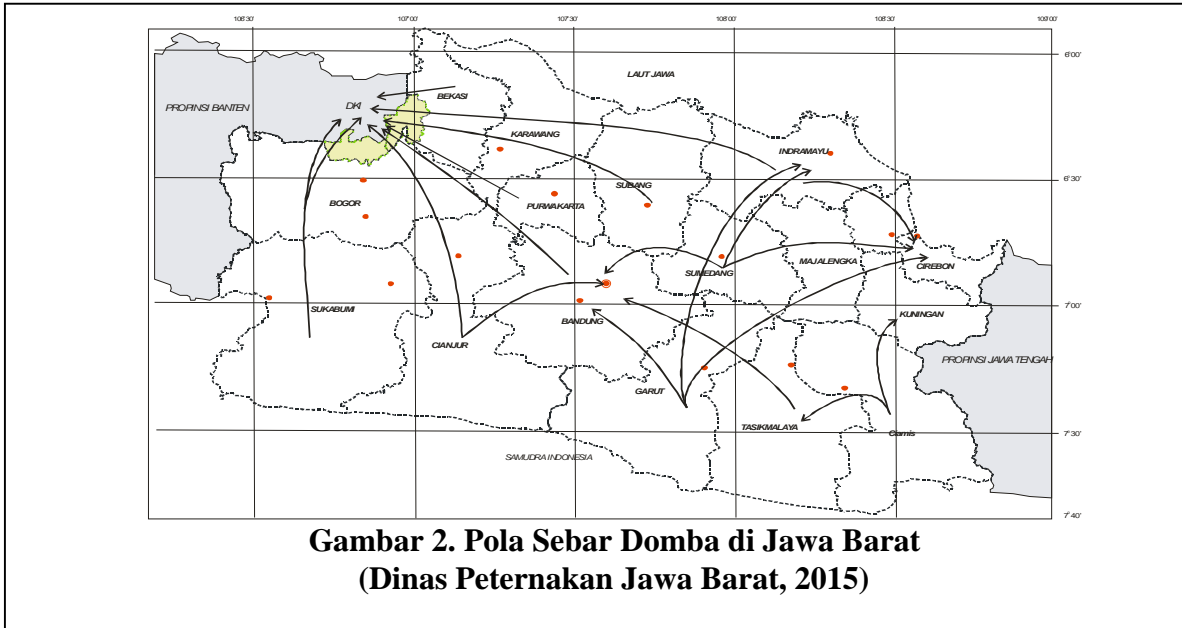 106°30' 107°00' 107°30' 108°00' 108°30' 109°00'
6°00'
LAUT JAWA
PROPINSI BANTEN
DKI
BEKASI
KARAWANG
INDRAMAYU
6°30'
SUBANG
BOGOR
PURWAKARTA
SUMEDANG
MAJALENGKA
CIREBON
7°00'
SUKABUMI
BANDUNG
KUNINGAN
CIANJUR
PROPINSI JAWA TENGAH
GARUT
TASIKMALAYA
Ciamis
7°30'
SAMUDRA INDONESIA
7°40'
Gambar 2. Pola Sebar Domba di Jawa Barat
(Dinas Peternakan Jawa Barat, 2015)